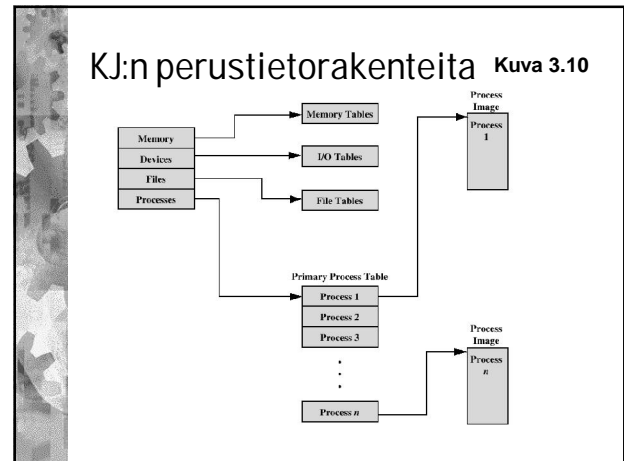 KJ:n perustietorakenteita Kuva 3.10
Memory
Devices
Files
Processes
Memory Tables
I/O Tables
File Tables
Primary Process Table
Process 1
Process 2
Process 3
.
.
.
Process n
Process
Image
Process
1
Process
Image
Process
n